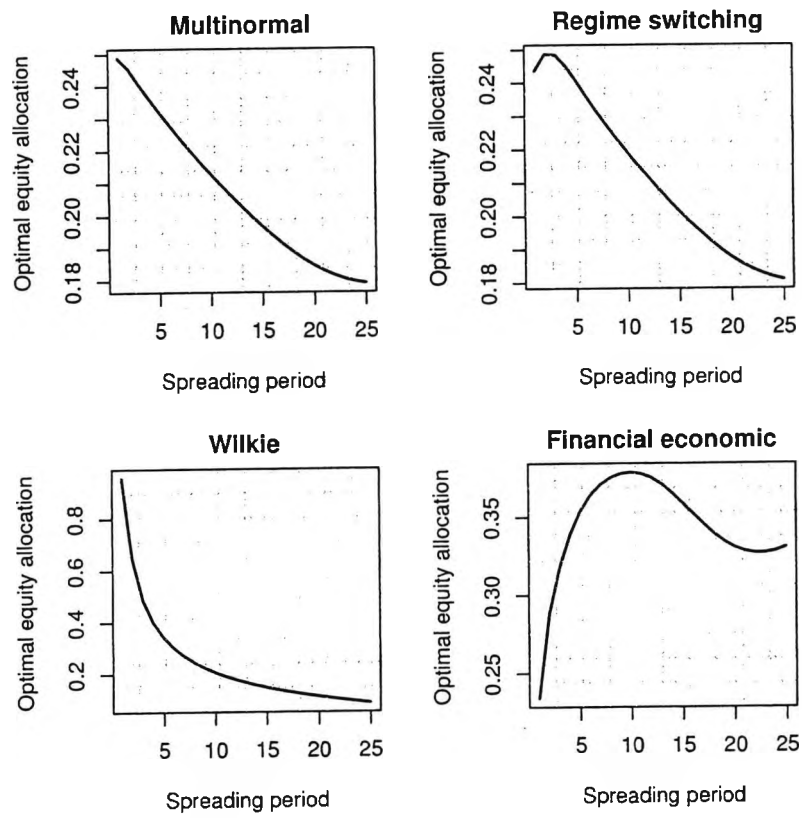 Multinormal
Optimal equity allocation
0.24
0.22
0.20
0.18
5 10 15 20 25
Spreading period
Regime switching
Optimal equity allocation
0.24
0.22
0.20
0.18
5 10 15 20 25
Spreading period
Wilkie
Optimal equity allocation
0.8
0.6
0.4
0.2
5 10 15 20 25
Spreading period
Financial economic
Optimal equity allocation
0.35
0.30
0.25
5 10 15 20 25
Spreading period